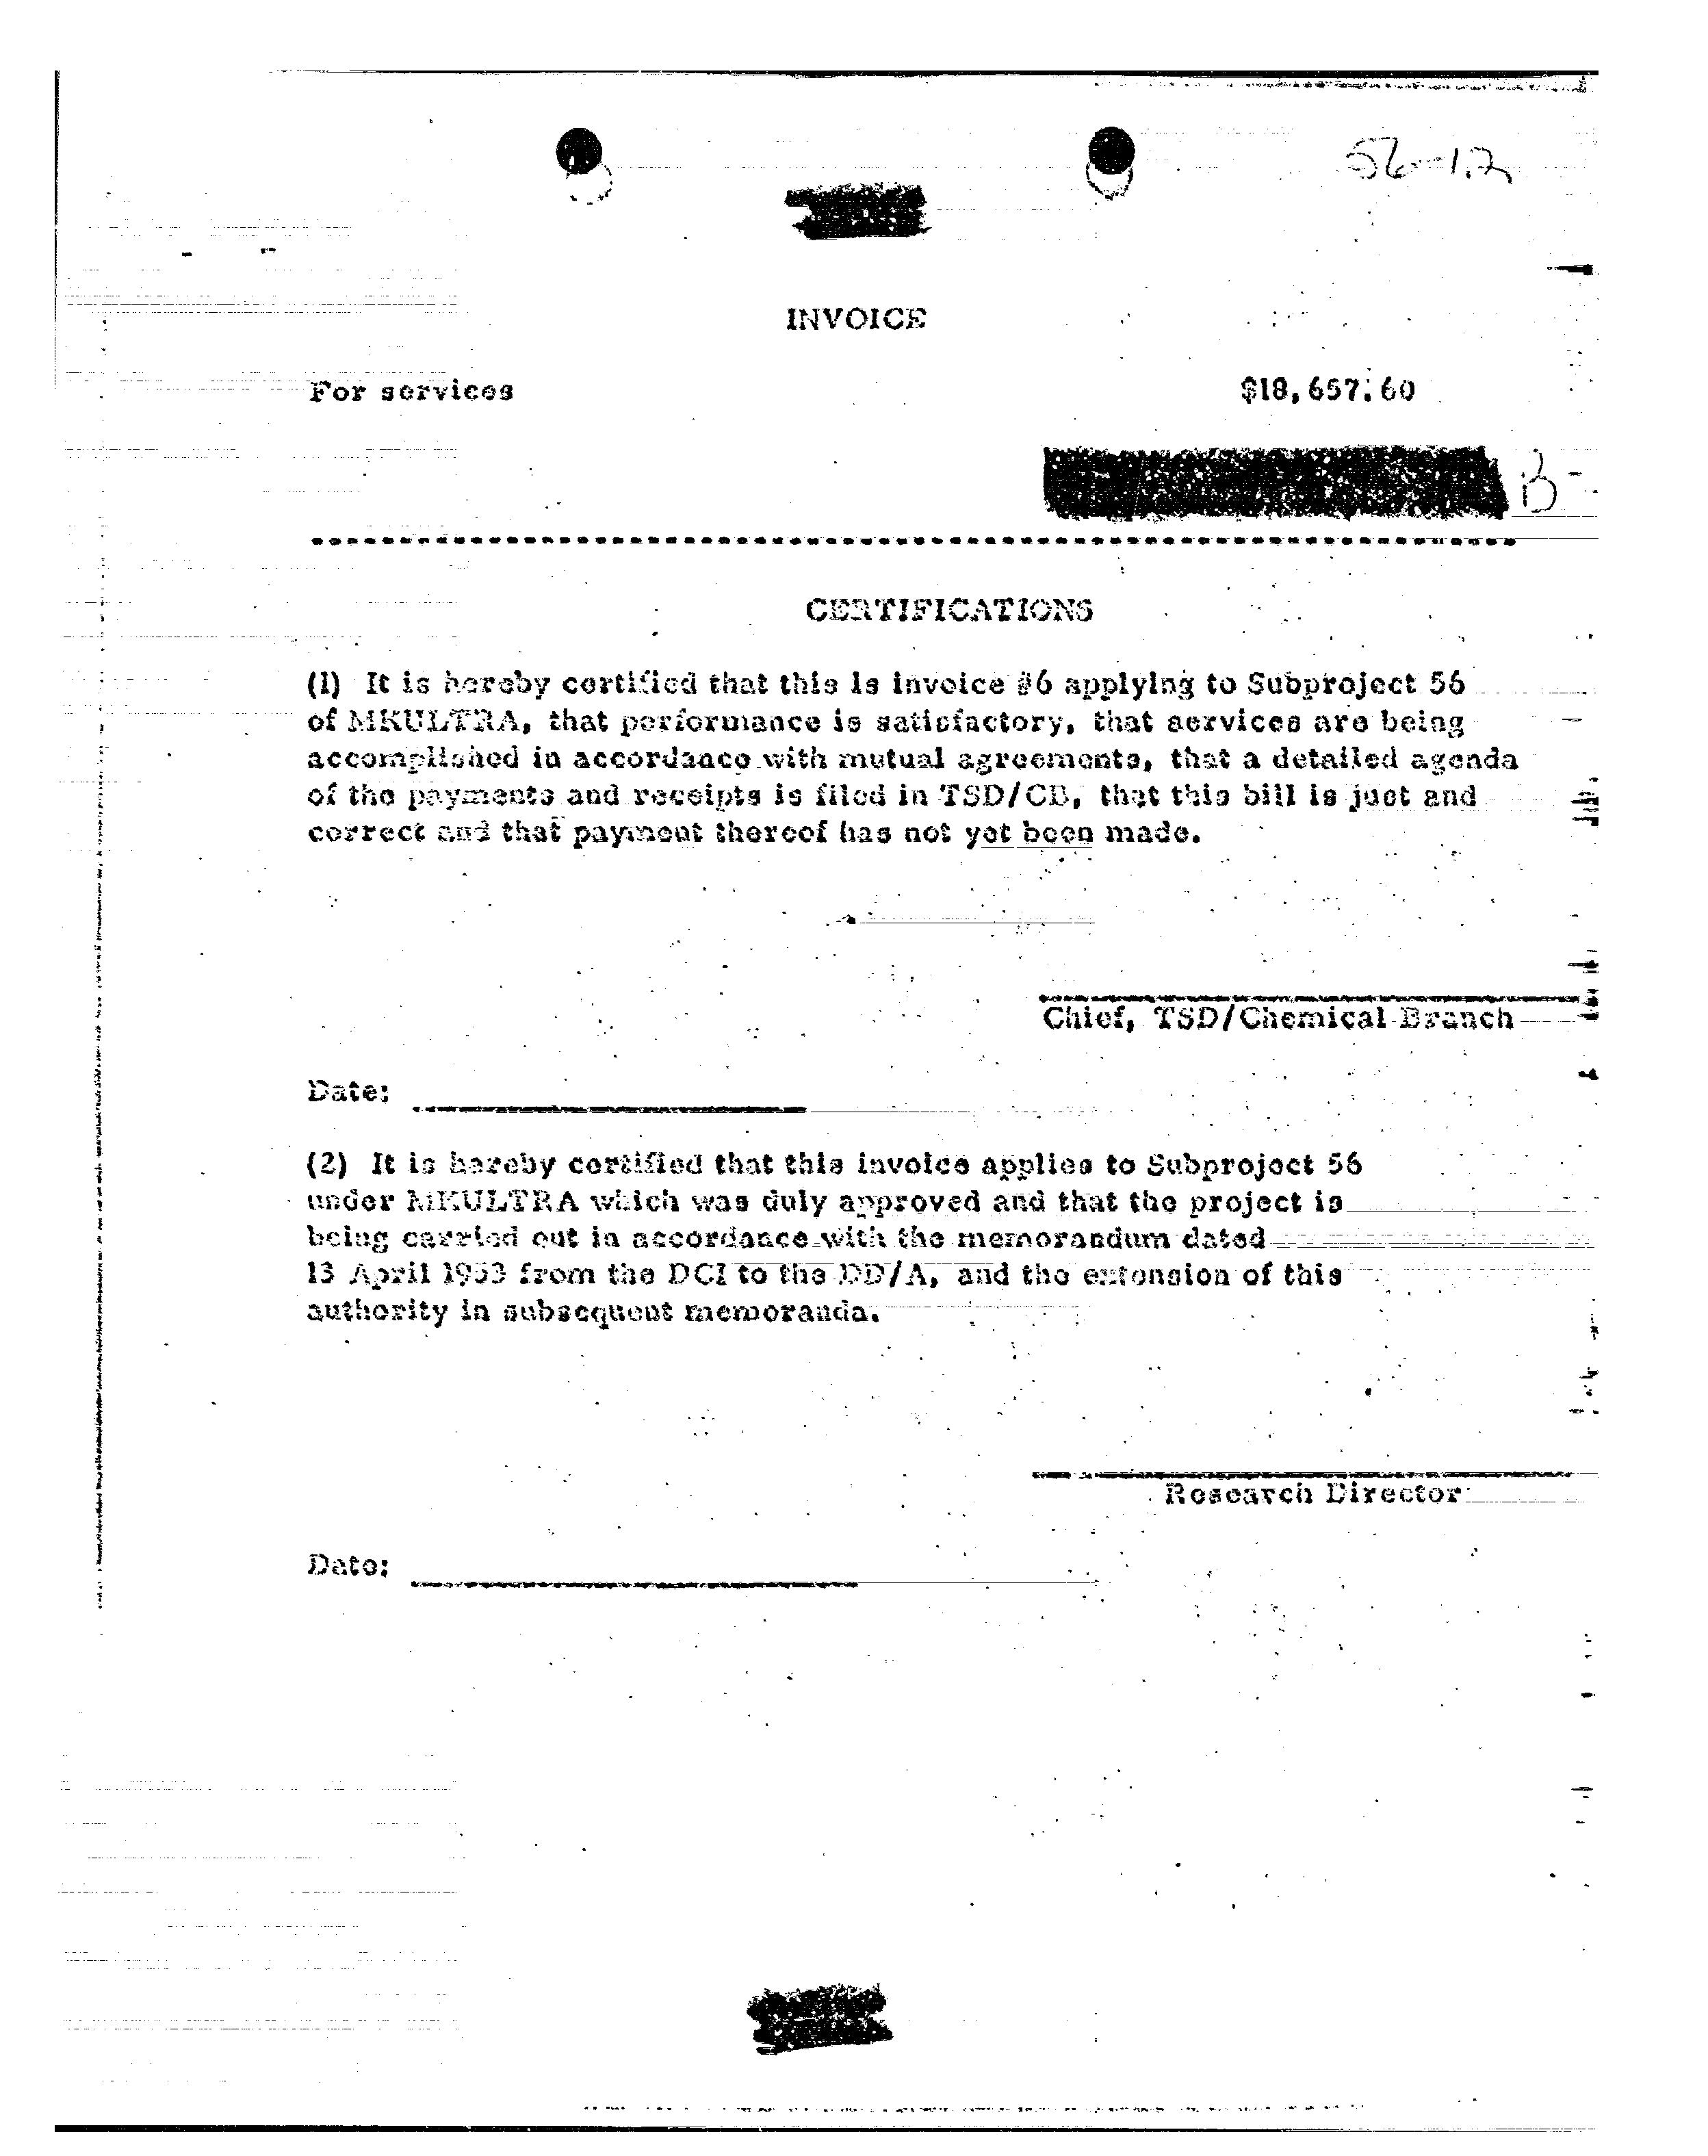 56-12
INVOICE
For services $18,657.60
B
CERTIFICATIONS
(1) It is hereby certified that this is invoice #6 applying to Subproject 56
of MKULTRA, that performance is satisfactory, that services are being
accomplished in accordance with mutual agreements, that a detailed agenda
of the payments and receipts is filed in TSD/CB, that this bill is just and
correct and that payment thereof has not yet been made.
Chief, TSD/Chemical Branch
Date:
(2) It is hereby certified that this invoice applies to Subproject 56
under MKULTRA which was duly approved and that the project is
being carried out in accordance with the memorandum dated
13 April 1953 from the DCI to the DD/A, and the extension of this
authority in subsequent memoranda.
Research Director
Date: